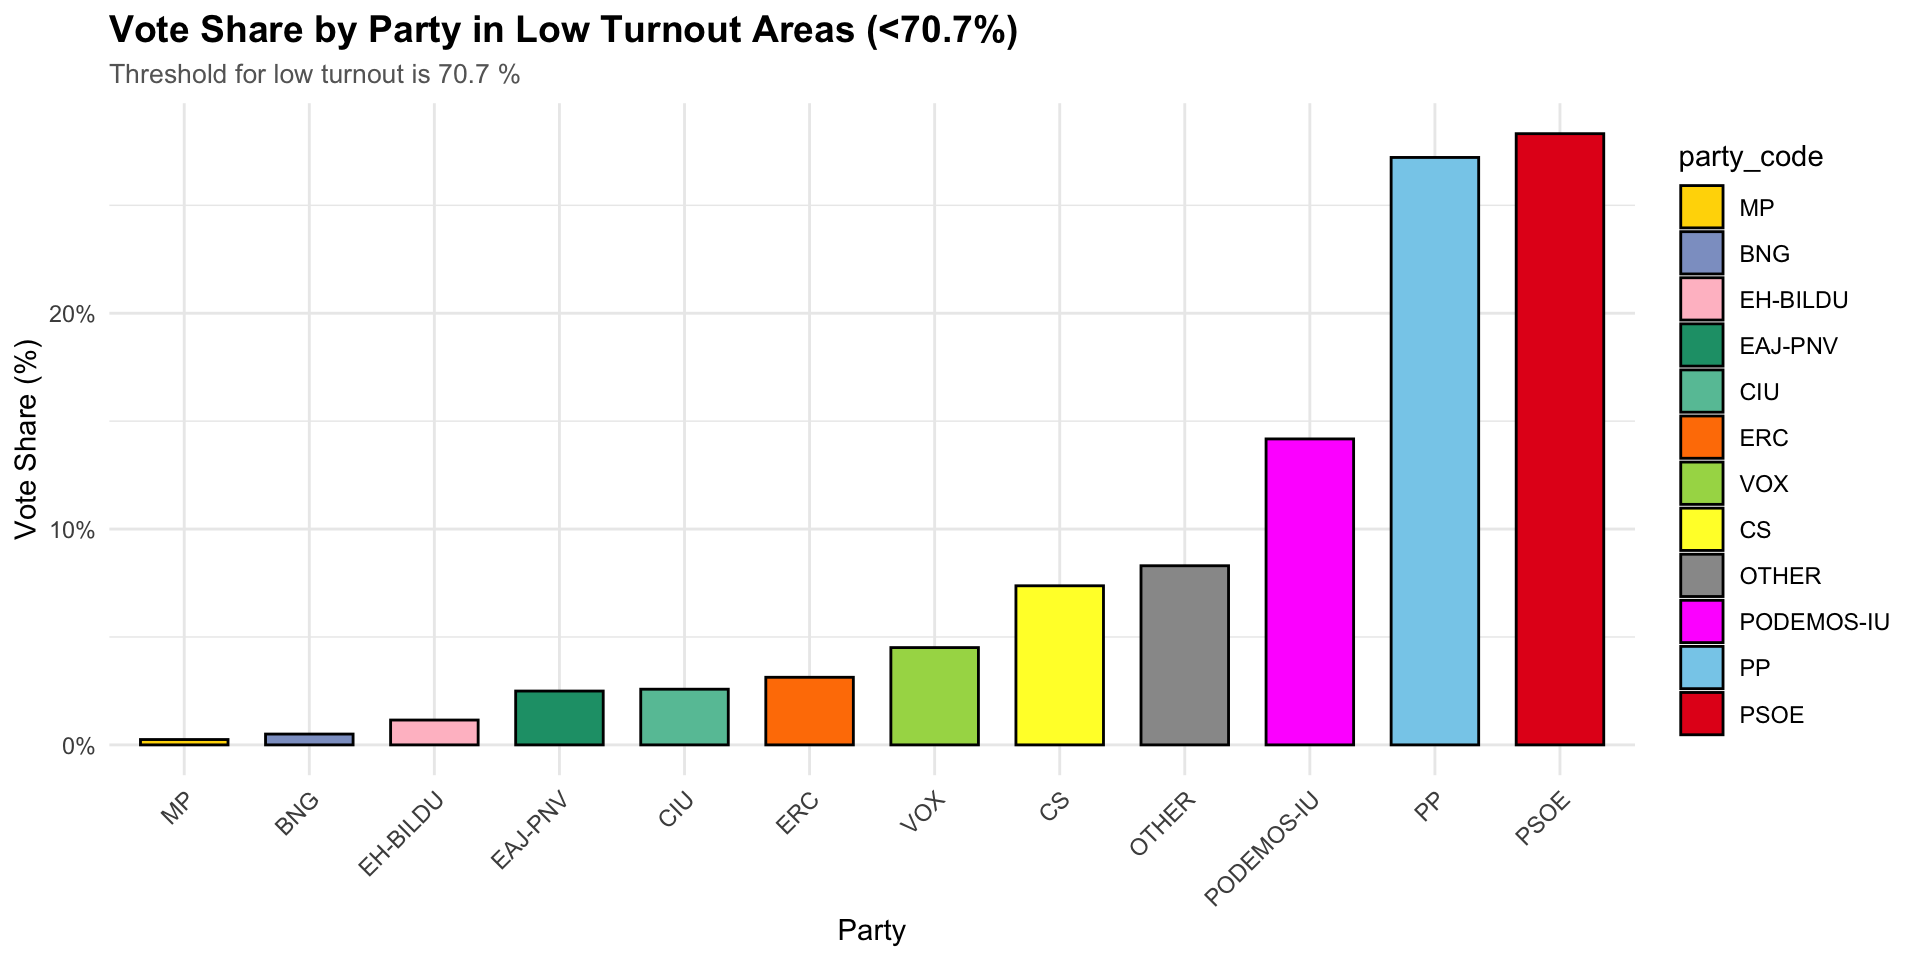 Vote Share by Party in Low Turnout Areas (<70.7%)
Threshold for low turnout is 70.7 %
Vote Share (%)
20%
10%
0%
MP
BNG
EH-BILDU
EAJ-PNV
CIU
ERC
VOX
CS
OTHER
PODEMOS-IU
PP
PSOE
Party
party_code
MP
BNG
EH-BILDU
EAJ-PNV
CIU
ERC
VOX
CS
OTHER
PODEMOS-IU
PP
PSOE